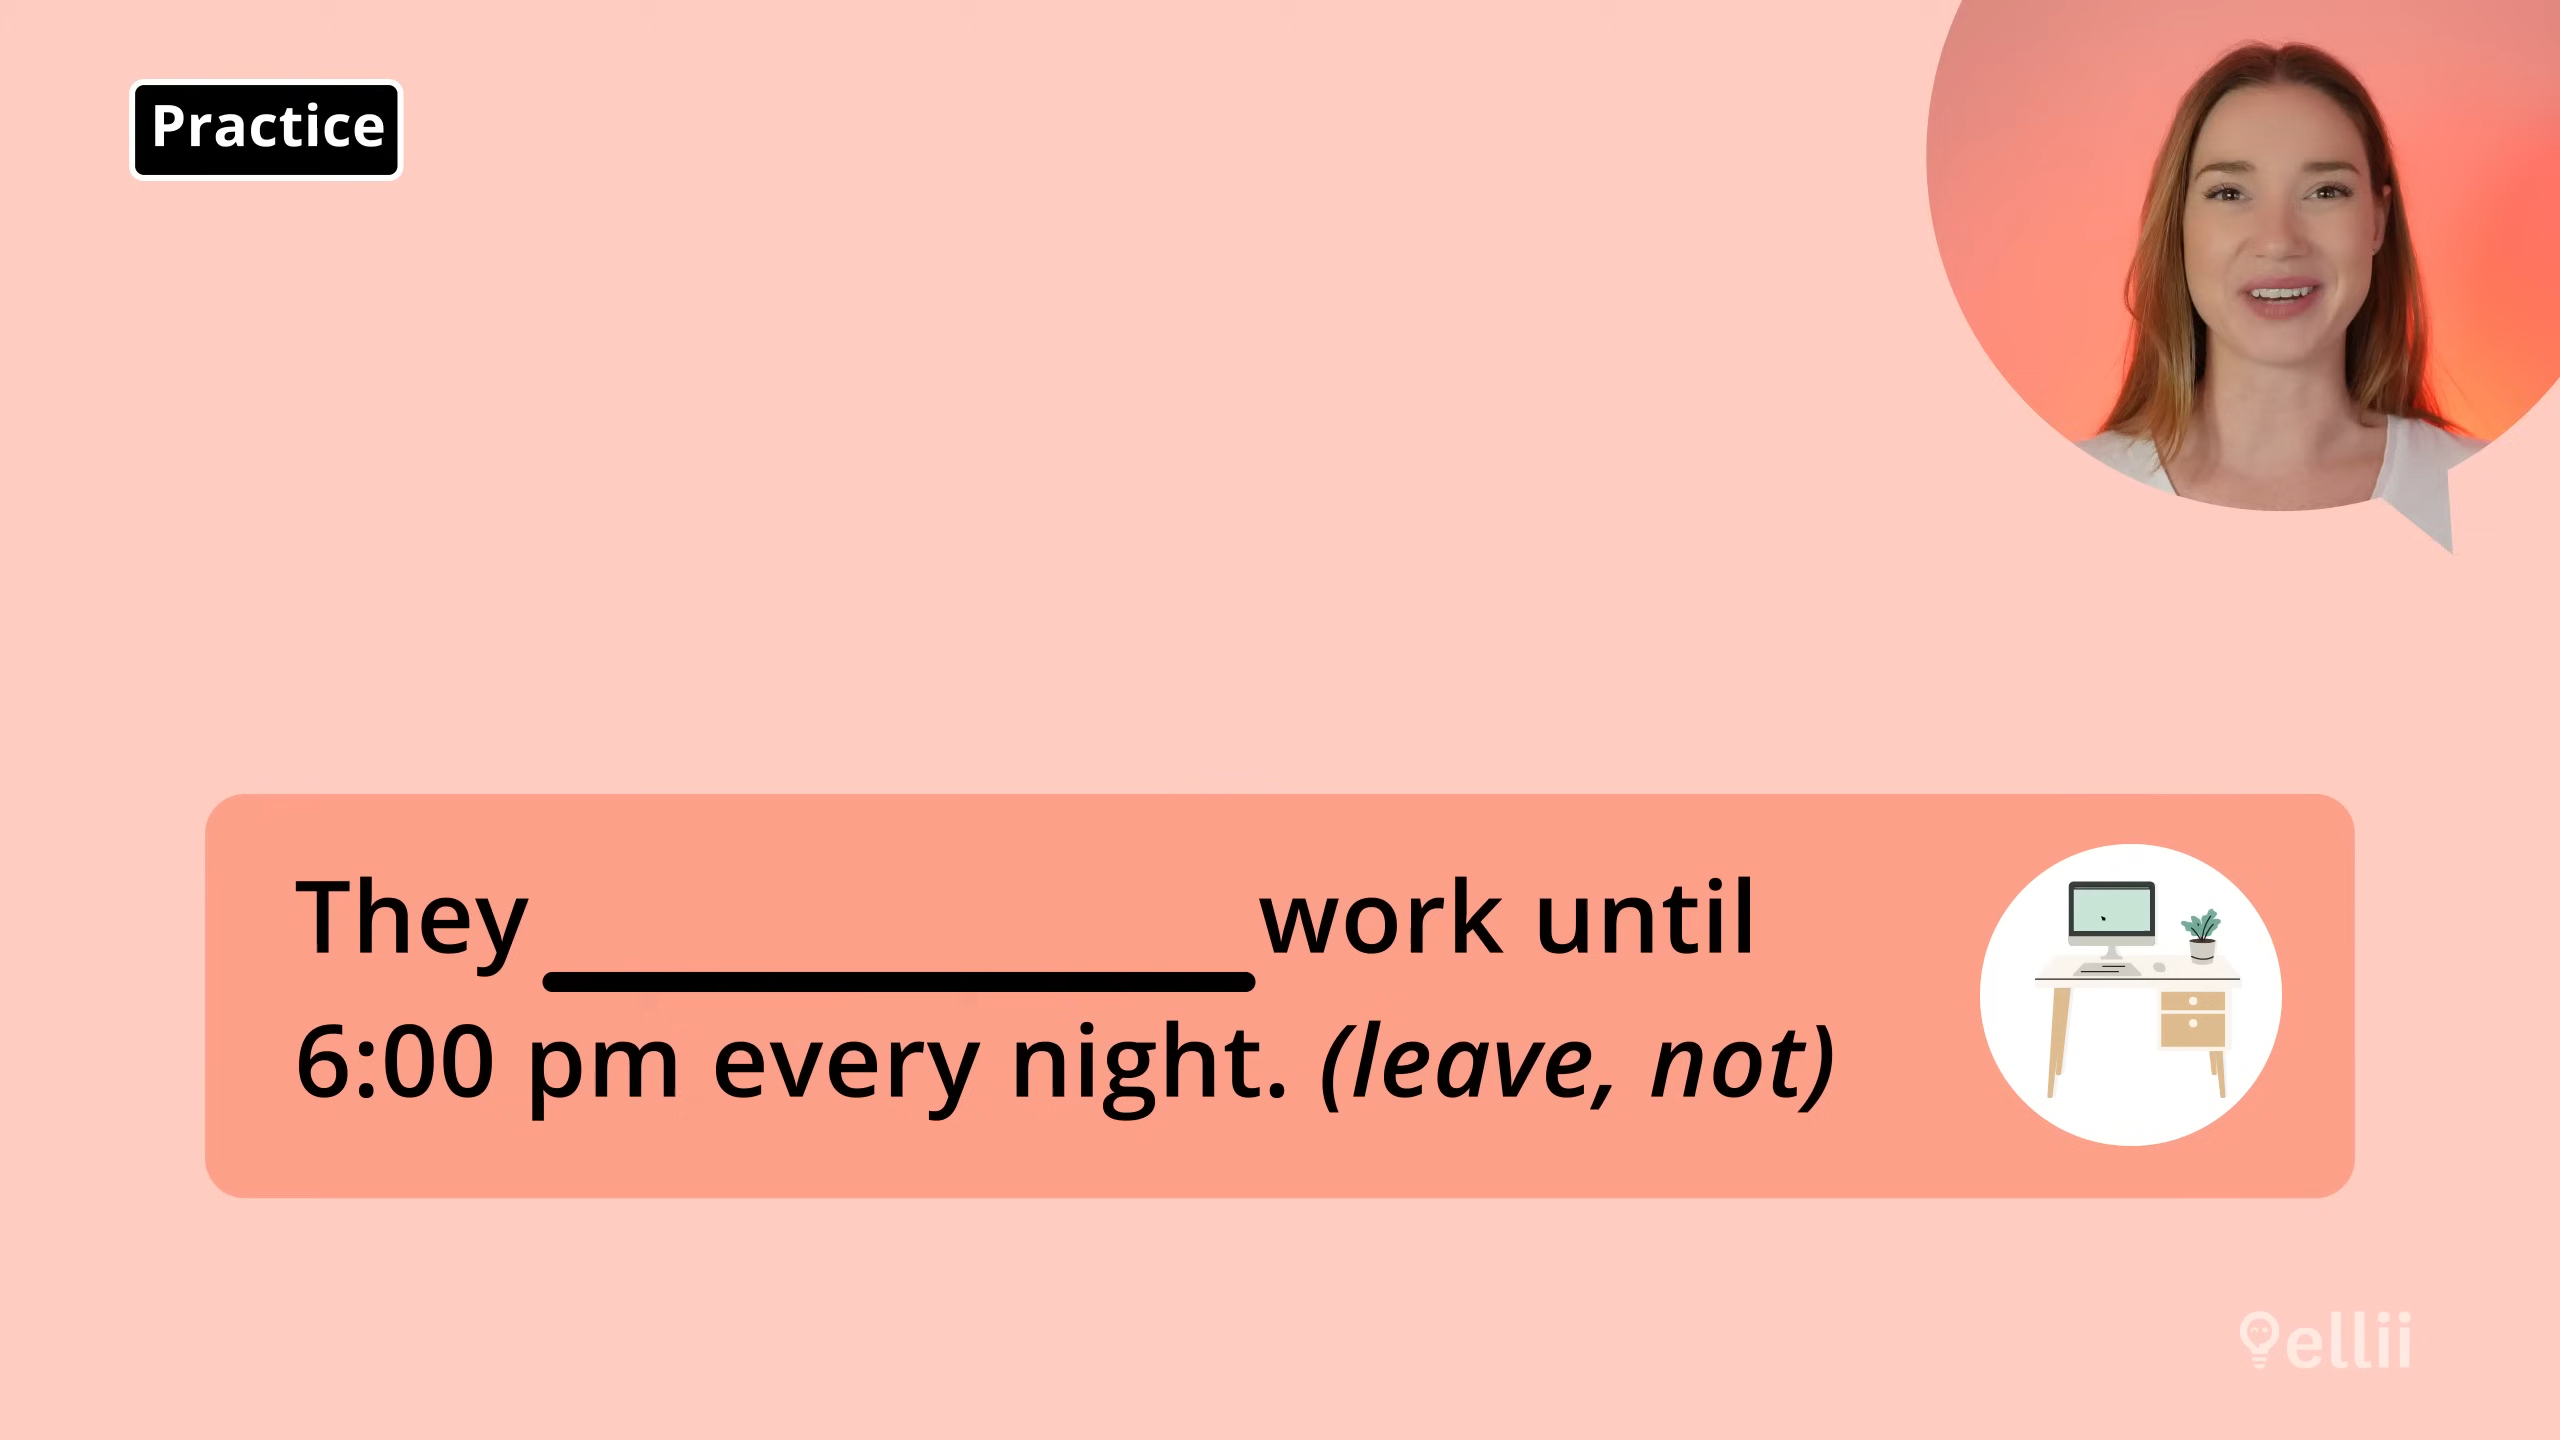 Practice
They ____________ work until
6:00 pm every night. (leave, not)
ellii